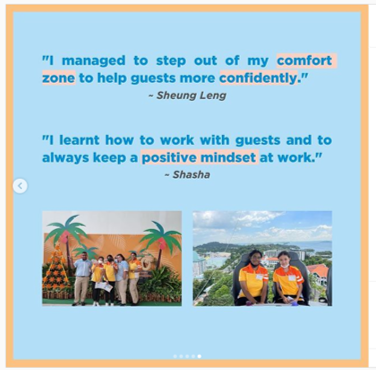 "I managed to step out of my comfort
zone to help guests more confidently."
– Sheung Leng
"I learnt how to work with guests and to
always keep a positive mindset at work."
– Shasha